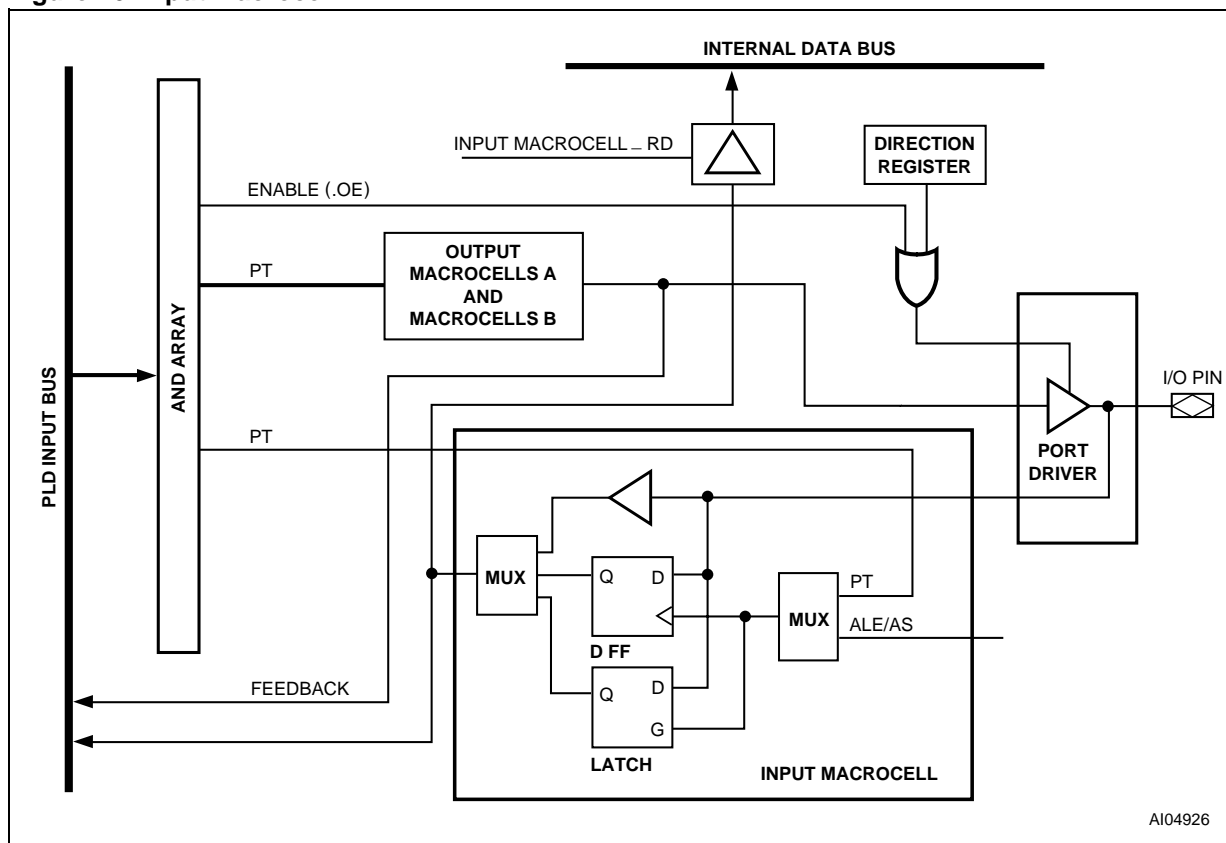 INTERNAL DATA BUS
INPUT MACROCELL _ RD
DIRECTION
REGISTER
ENABLE (.OE)
PT
OUTPUT
MACROCELLS A
AND
MACROCELLS B
PLD INPUT BUS
AND ARRAY
I/O PIN
PORT
DRIVER
PT
MUX
Q
D
D FF
MUX
PT
ALE/AS
Q
D
G
LATCH
FEEDBACK
INPUT MACROCELL
AI04926